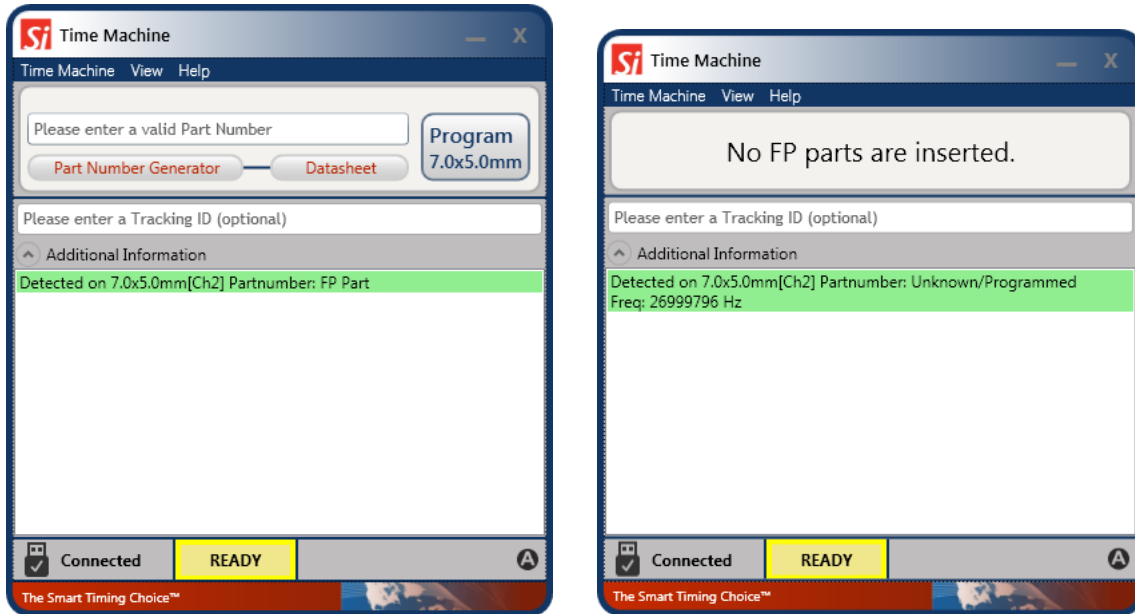 Si Time Machine
X
Time Machine View Help
Please enter a valid Part Number
Part Number Generator
Datasheet
Program
7.0x5.0mm
Please enter a Tracking ID (optional)
Additional Information
Detected on 7.0x5.0mm[Ch2] Partnumber: FP Part
Connected
READY
A
The Smart Timing Choice™
Si Time Machine
X
Time Machine View Help
No FP parts are inserted.
Please enter a Tracking ID (optional)
Additional Information
Detected on 7.0x5.0mm[Ch2] Partnumber: Unknown/Programmed
Freq: 26999796 Hz
Connected
READY
A
The Smart Timing Choice™